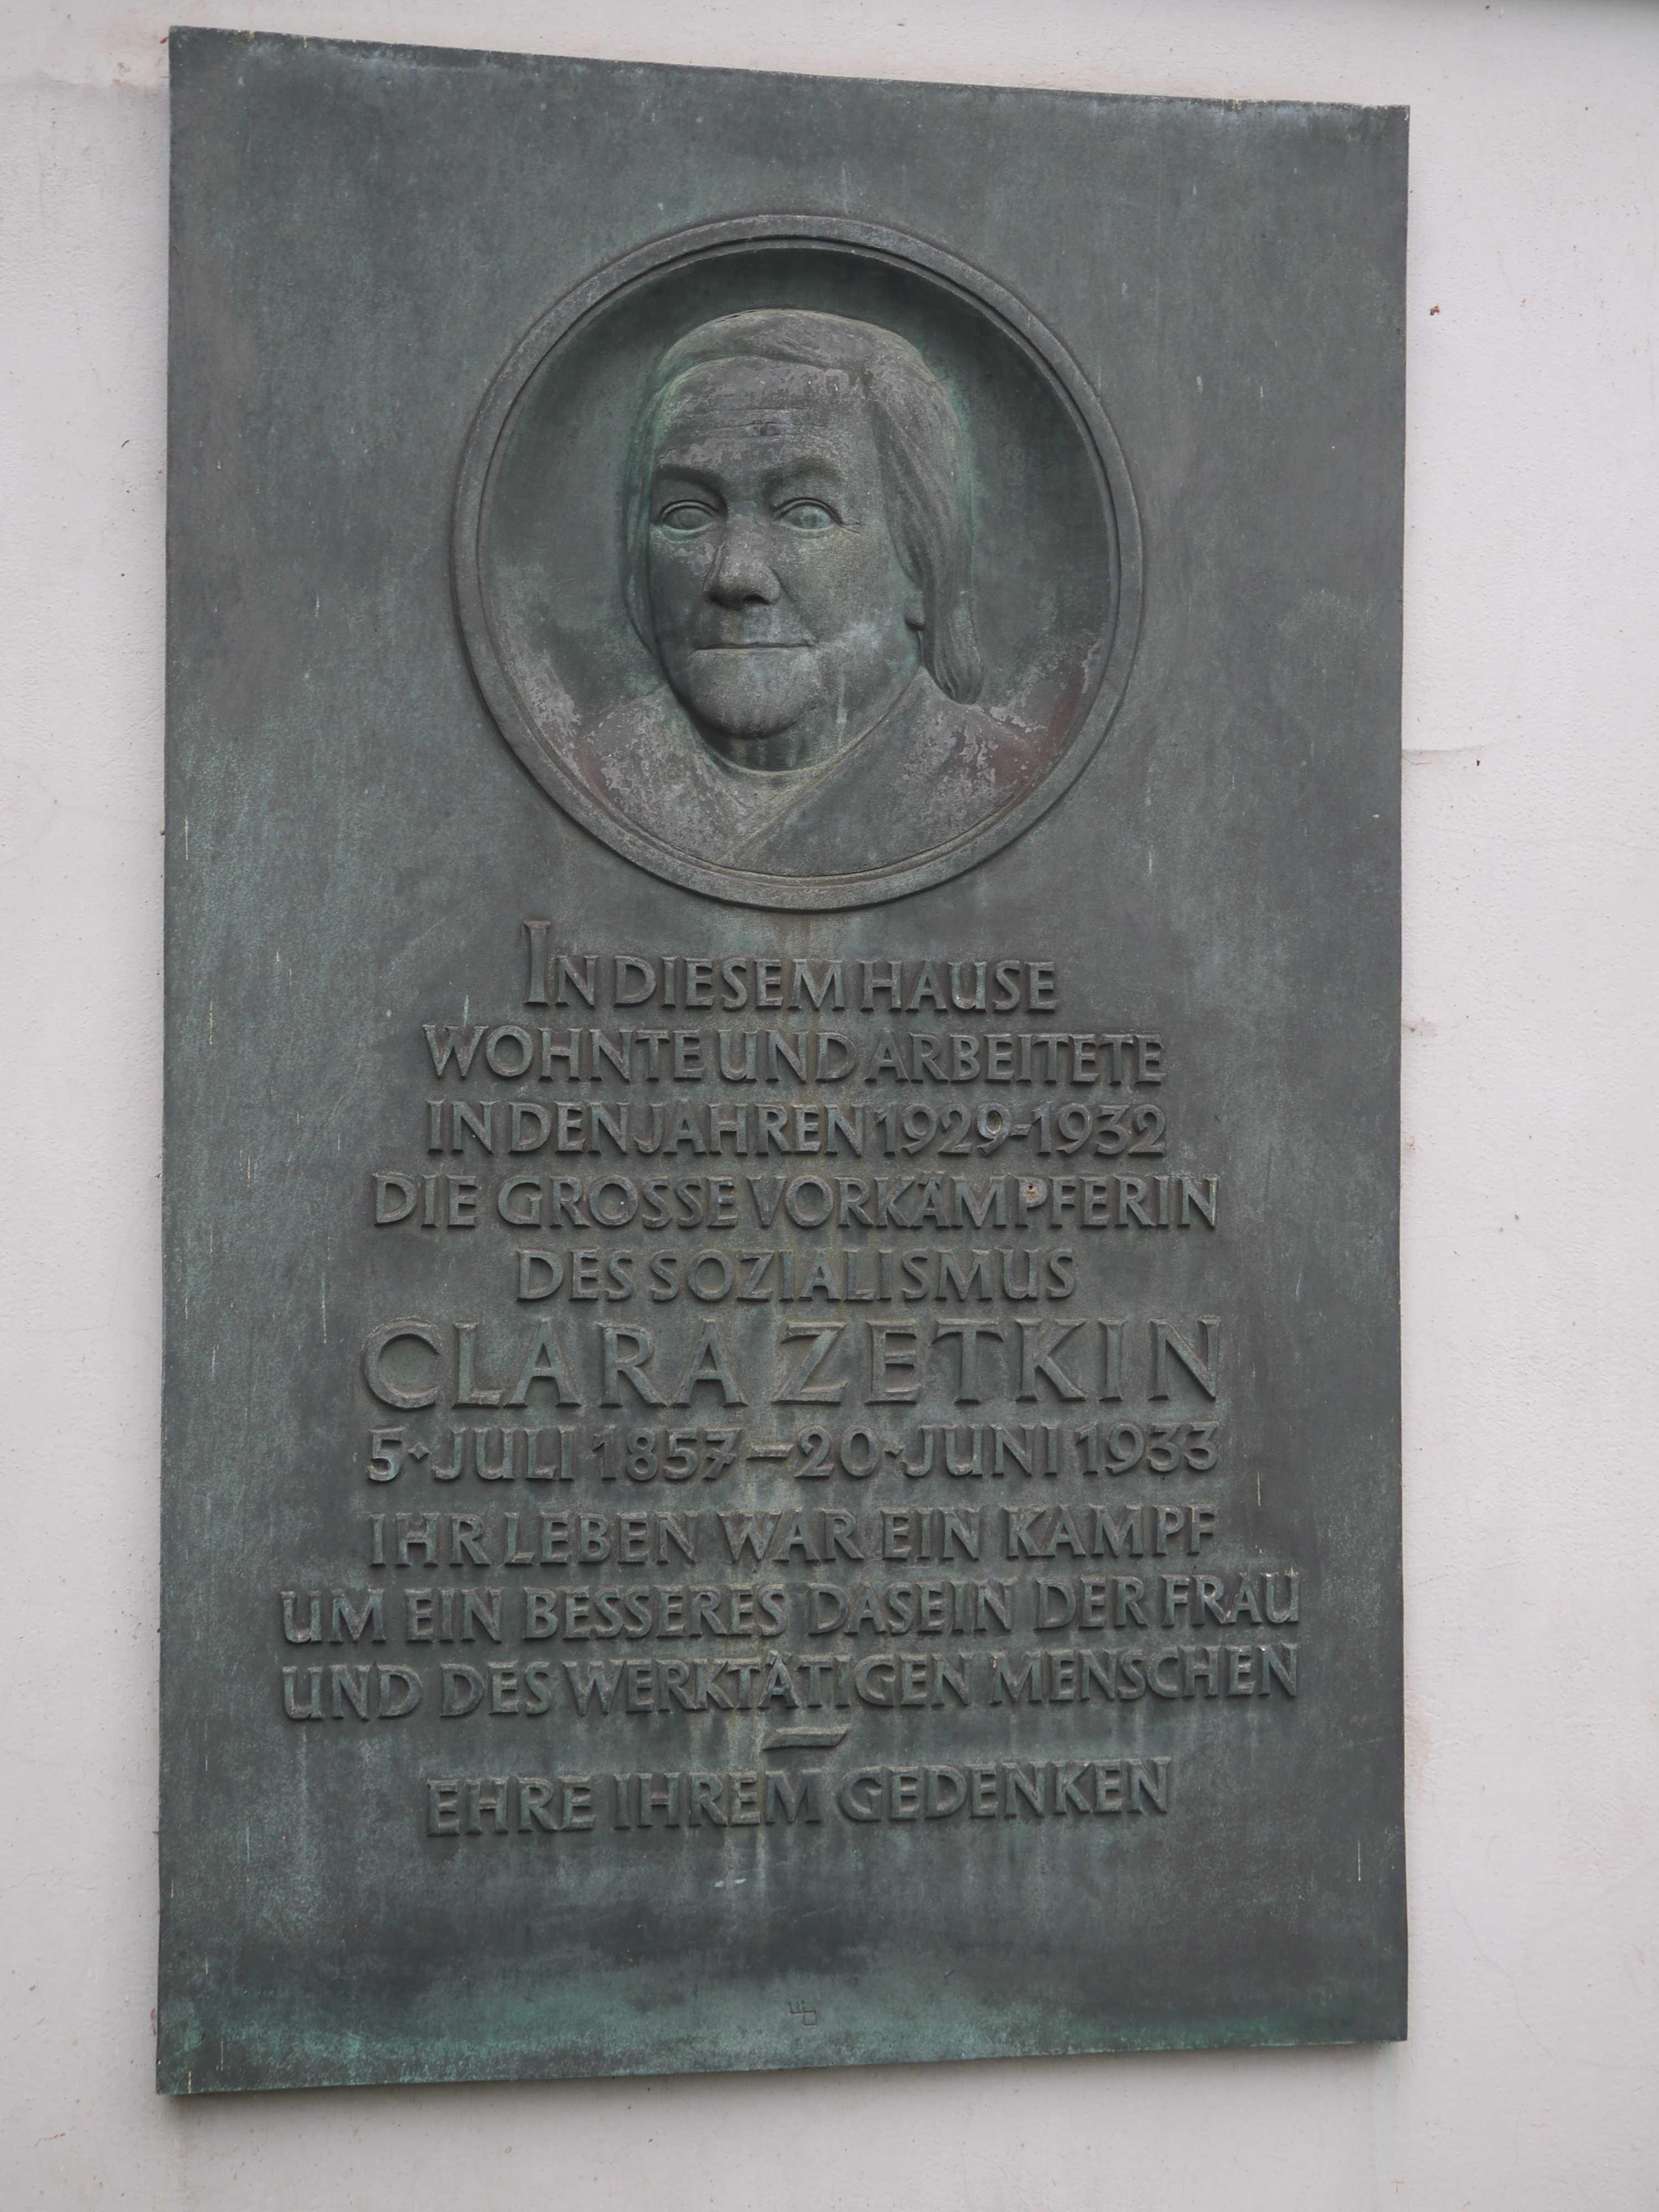 IN DIESEM HAUSE
WOHNTE UND ARBEITETE
IN DEN JAHREN 1929-1932
DIE GROSSE VORKÄMPFERIN
DES SOZIALISMUS
CLARA ZETKIN
5·JULI 1857–20·JUNI 1933
IHR LEBEN WAR EIN KAMPF
UM EIN BESSERES DASEIN DER FRAU
UND DES WERKTÄTIGEN MENSCHEN
–
EHRE IHREM GEDENKEN